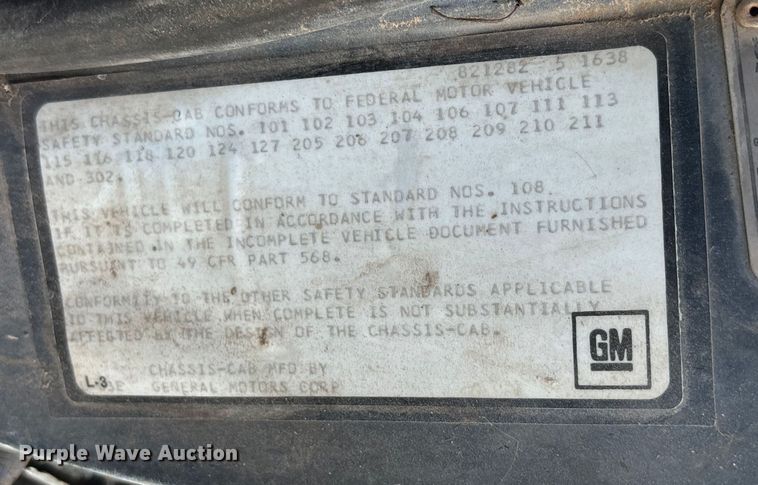 821282 5 1638
THIS CHASSIS-CAB CONFORMS TO FEDERAL MOTOR VEHICLE
SAFETY STANDARD NOS. 101 102 103 104 106 107 111 113
115 116 118 120 124 127 205 206 207 208 209 210 211
AND 302.
THIS VEHICLE WILL CONFORM TO STANDARD NOS. 108
IF IT IS COMPLETED IN ACCORDANCE WITH THE INSTRUCTIONS
CONTAINED IN THE INCOMPLETE VEHICLE DOCUMENT FURNISHED
PURSUANT TO 49 CFR PART 568.
CONFORMITY TO THE OTHER SAFETY STANDARDS APPLICABLE
TO THIS VEHICLE WHEN COMPLETE IS NOT SUBSTANTIALLY
AFFECTED BY THE DESIGN OF THE CHASSIS-CAB.
CHASSIS-CAB MFD BY
GENERAL MOTORS CORP
L-3
GM
Purple Wave Auction